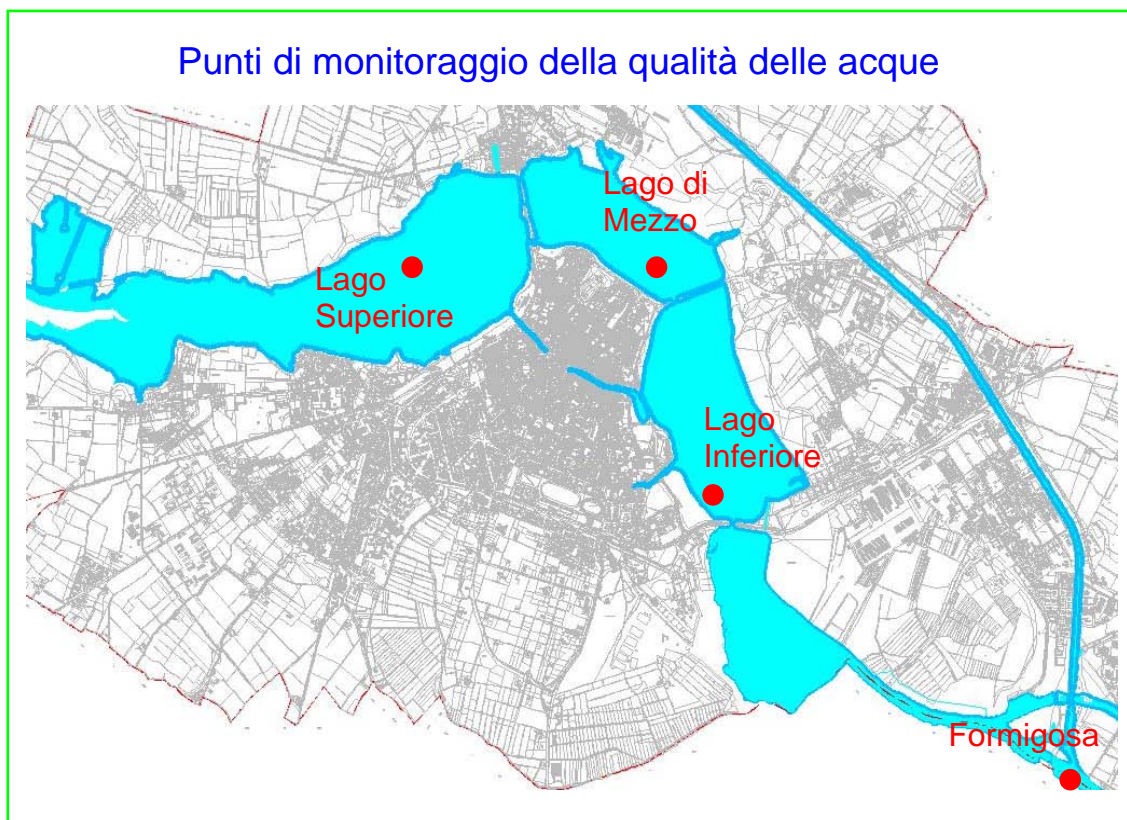 Punti di monitoraggio della qualità delle acque
Lago di
Mezzo
Lago
Superiore
Lago
Inferiore
Formigosa